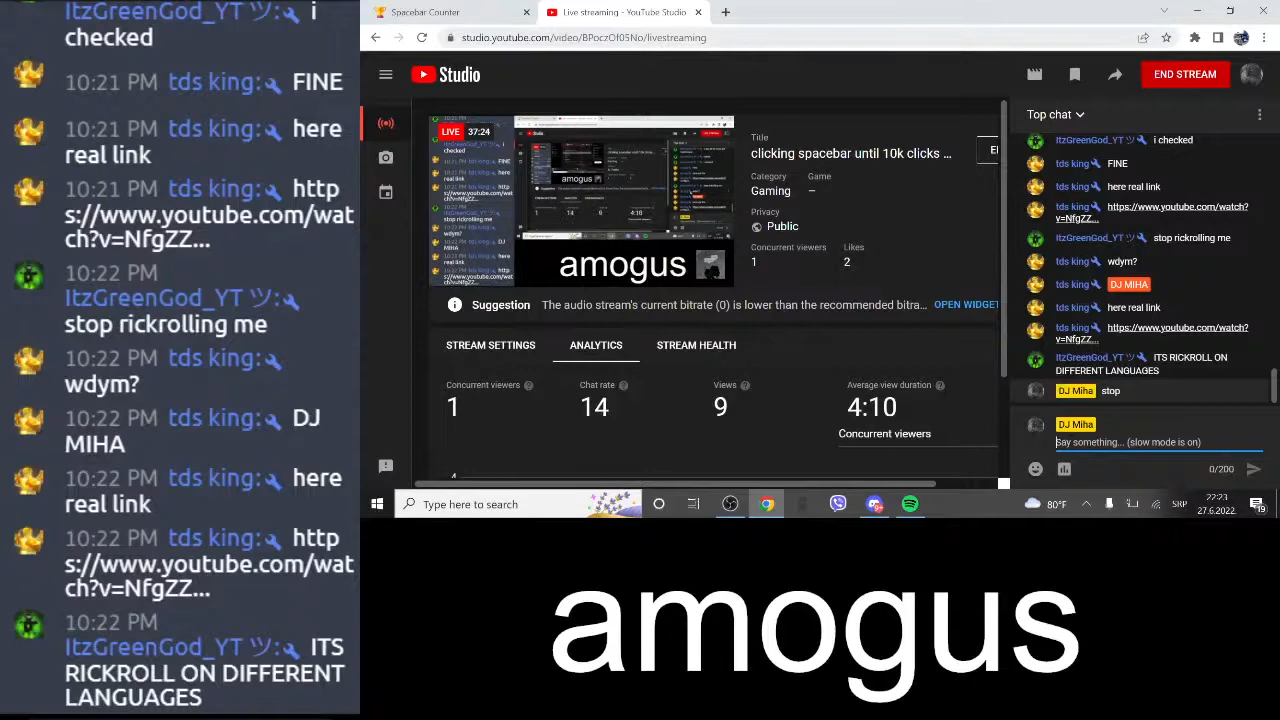 ItzGreenGod_YT ツ: i
checked
10:21 PM tds king: FINE
10:21 PM tds king: here
real link
10:21 PM tds king: http
s://www.youtube.com/wat
ch?v=NfgZZ...
10:22 PM
ItzGreenGod_YT ツ:
stop rickrolling me
10:22 PM tds king:
wdym?
10:22 PM tds king: DJ
MIHA
10:22 PM tds king: here
real link
10:22 PM tds king: http
s://www.youtube.com/wat
ch?v=NfgZZ...
10:22 PM
ItzGreenGod_YT ツ: ITS
RICKROLL ON DIFFERENT
LANGUAGES
Spacebar Counter
Live streaming - YouTube Studio
studio.youtube.com/video/BPoczOf05No/livestreaming
Studio
END STREAM
LIVE 37:24
amogus
Title
clicking spacebar until 10k clicks ...
Category Game
Gaming –
Privacy
Public
Concurrent viewers Likes
1 2
Suggestion The audio stream's current bitrate (0) is lower than the recommended bitra... OPEN WIDGET
STREAM SETTINGS ANALYTICS STREAM HEALTH
Concurrent viewers Chat rate Views Average view duration
1 14 9 4:10
Concurrent viewers
Top chat
ItzGreenGod_YT ツ i checked
tds king FINE
tds king here real link
tds king https://www.youtube.com/watch?
v=NfgZZ...
ItzGreenGod_YT ツ stop rickrolling me
tds king wdym?
tds king DJ MIHA
tds king here real link
tds king https://www.youtube.com/watch?
v=NfgZZ...
ItzGreenGod_YT ツ ITS RICKROLL ON
DIFFERENT LANGUAGES
DJ Miha stop
DJ Miha
Say something... (slow mode is on)
0/200
Type here to search
80°F
SRP
22:23
27.6.2022.
19
amogus